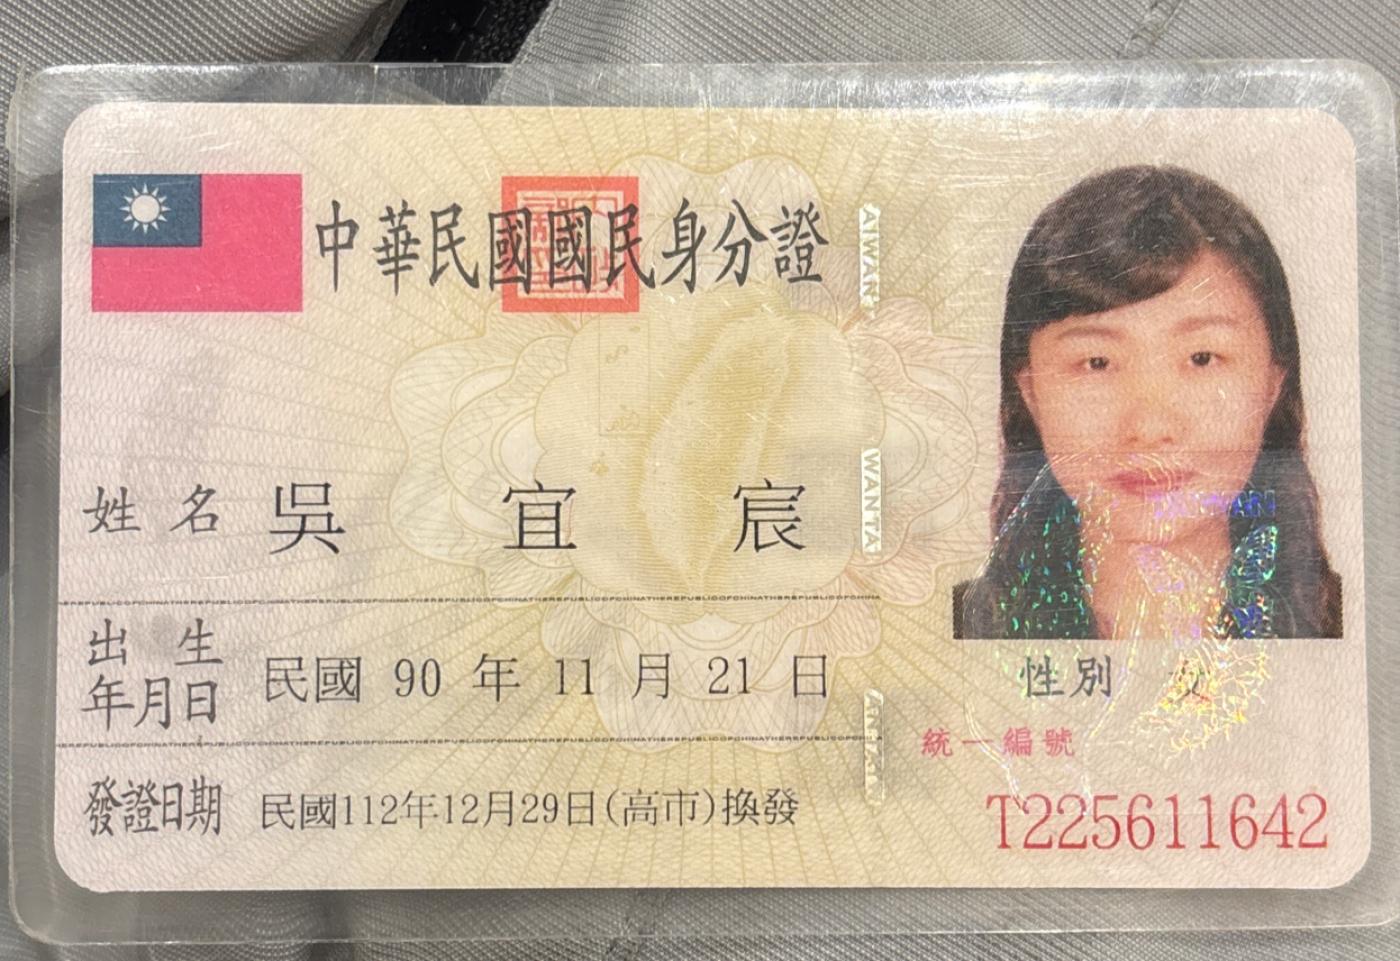 中華民國國民身分證
姓名 吳宜宸
出生年月日 民國 90 年 11 月 21 日
發證日期 民國112年12月29日(高市)換發
性別 女
統一編號
T225611642
TAIWAN